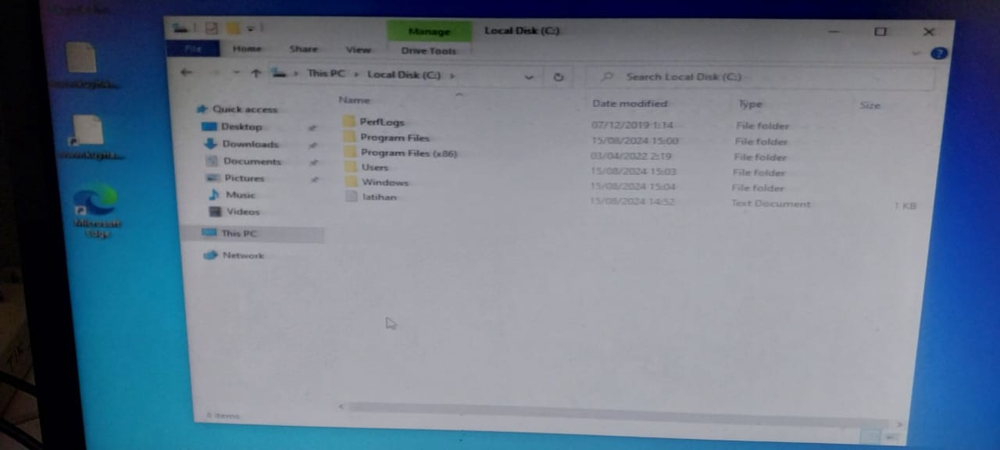 Manage
Local Disk (C:)
File
Home
Share
View
Drive Tools
This PC
Local Disk (C:)
Search Local Disk (C:)
Name
Date modified
Type
Size
Quick access
Desktop
Downloads
Documents
Pictures
Music
Videos
This PC
Network
PerfLogs 07/12/2019 1:14 File folder
Program Files 15/08/2024 15:00 File folder
Program Files (x86) 03/04/2022 2:19 File folder
Users 15/08/2024 15:03 File folder
Windows 15/08/2024 15:04 File folder
latihan 15/08/2024 14:52 Text Document 1 KB
6 items
Microsoft
Edge